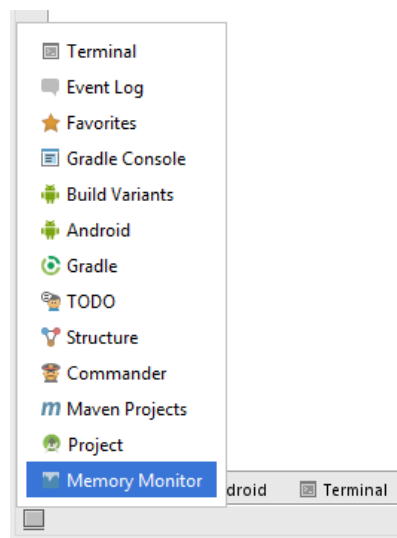 Terminal
Event Log
Favorites
Gradle Console
Build Variants
Android
Gradle
TODO
Structure
Commander
Maven Projects
Project
Memory Monitor
droid
Terminal